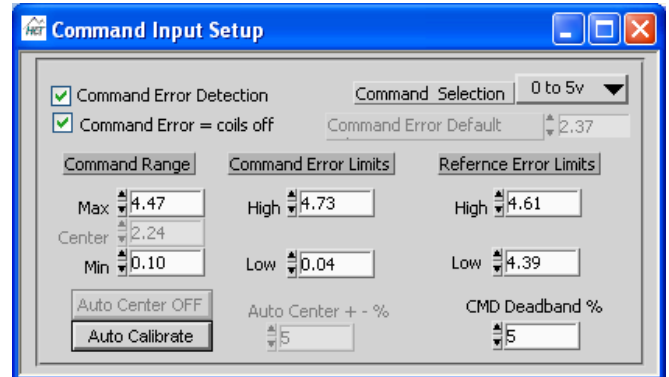 HCT Command Input Setup
Command Error Detection
Command Selection 0 to 5v
Command Error = coils off
Command Error Default 2.37
Command Range Command Error Limits Refernce Error Limits
Max 4.47 High 4.73 High 4.61
Center 2.24
Min 0.10 Low 0.04 Low 4.39
Auto Center OFF Auto Center + - % CMD Deadband %
Auto Calibrate 5 5